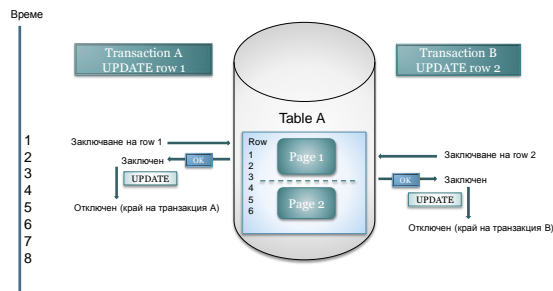 Време
Transaction A
UPDATE row 1
Transaction B
UPDATE row 2
Table A
1
2
3
4
5
6
7
8
Заключване на row 1
OK
Заключен
UPDATE
Отключен (край на транзакция A)
Row
1
2
3
4
5
6
Page 1
Page 2
Заключване на row 2
OK
Заключен
UPDATE
Отключен (край на транзакция B)